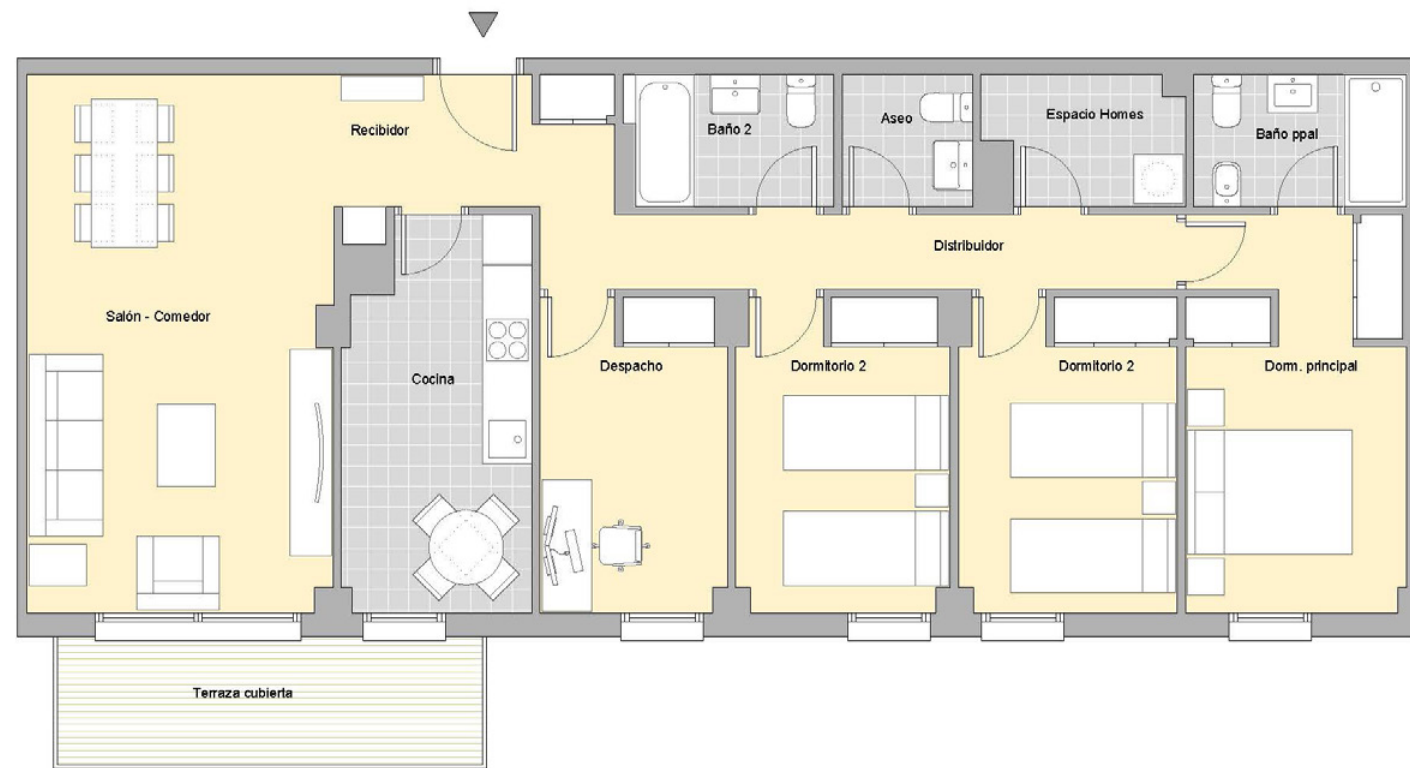 Recibidor
Baño 2
Aseo
Espacio Homes
Baño ppal
Distribuidor
Salón - Comedor
Cocina
Despacho
Dormitorio 2
Dormitorio 2
Dorm. principal
Terraza cubierta